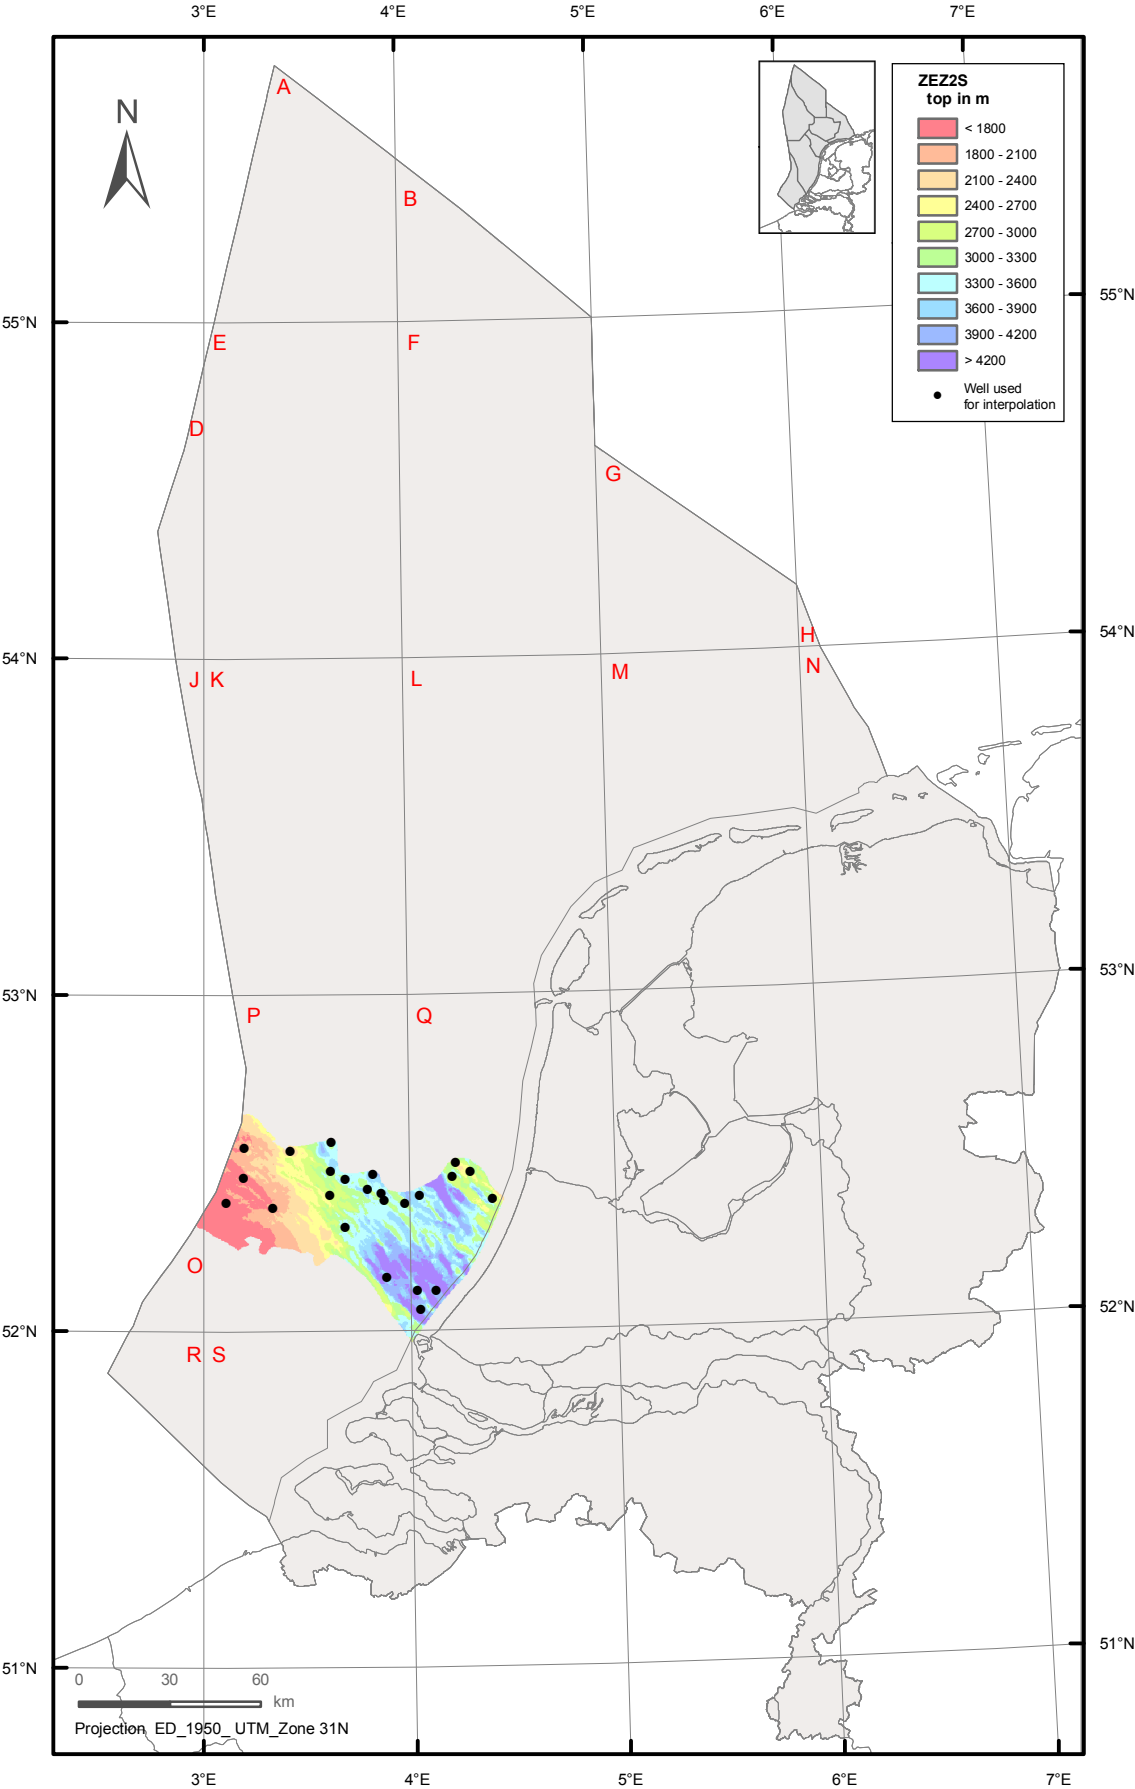 3°E 4°E 5°E 6°E 7°E
N
ZEZ2S
top in m
< 1800
1800 - 2100
2100 - 2400
2400 - 2700
2700 - 3000
3000 - 3300
3300 - 3600
3600 - 3900
3900 - 4200
> 4200
Well used
for interpolation
A
B
55°N 55°N
E F
D
G
H
54°N 54°N
J K L M N
53°N 53°N
P Q
O
52°N 52°N
R S
51°N 51°N
0 30 60
km
Projection ED_1950_ UTM_Zone 31N
3°E 4°E 5°E 6°E 7°E